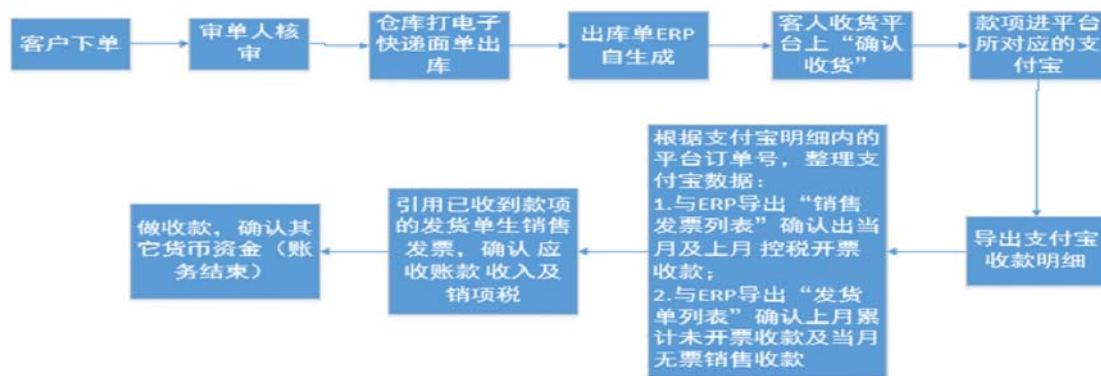 客户下单
审单人核
审
仓库打电子
快递面单出
库
出库单ERP
自生成
客人收货平
台上“确认
收货”
款项进平台
所对应的支
付宝
导出支付宝
收款明细
根据支付宝明细内的
平台订单号，整理支
付宝数据：
1.与ERP导出“销售
发票列表”确认出当
月及上月 控税开票
收款；
2.与ERP导出“发货
单列表”确认上月累
计未开票收款及当月
无票销售收款
引用已收到款项
的发货单生销售
发票，确认 应
收账款 收入及
销项税
做收款，确认其
它货币资金（账
务结束）